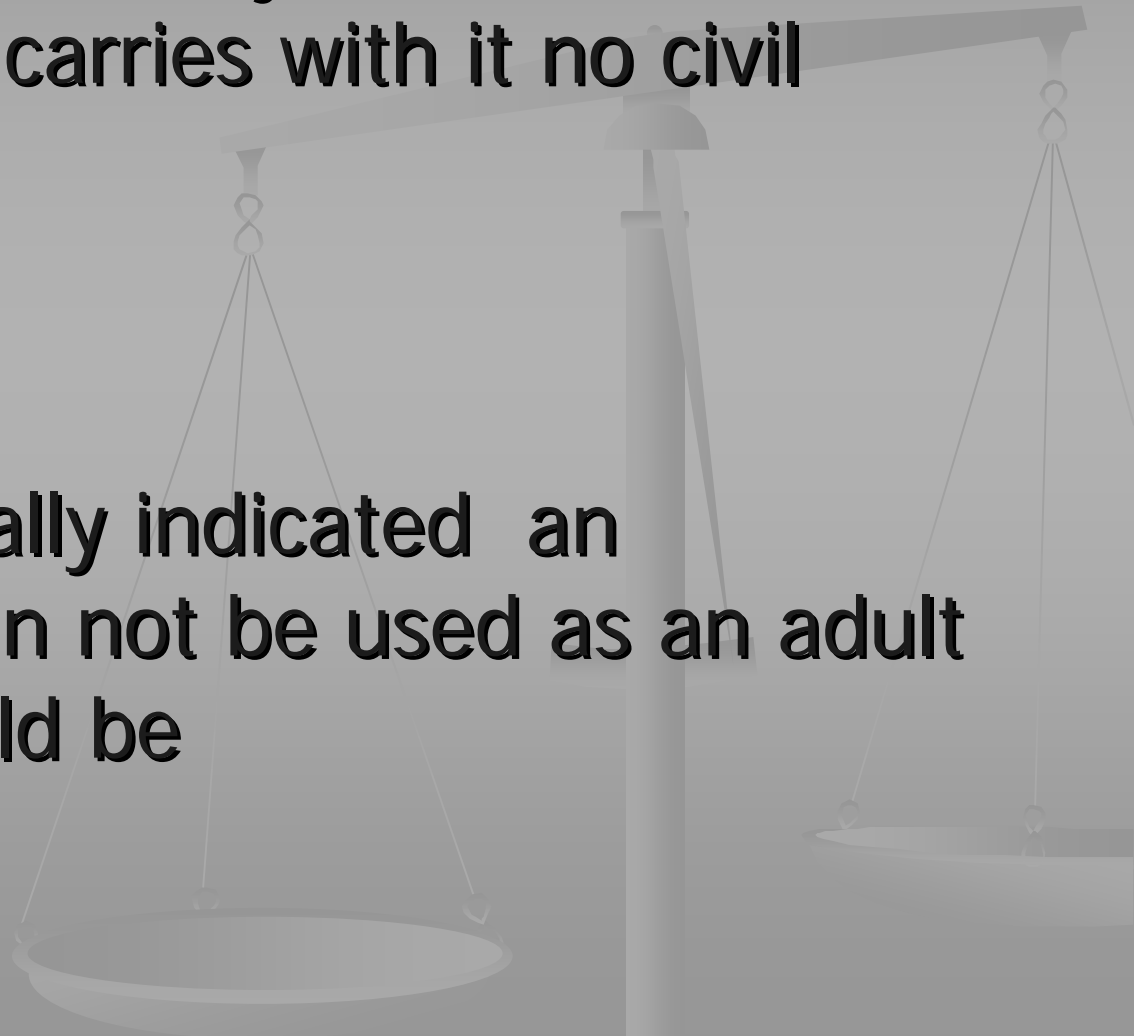 carries with it no civil
ally indicated an
n not be used as an adult
ld be